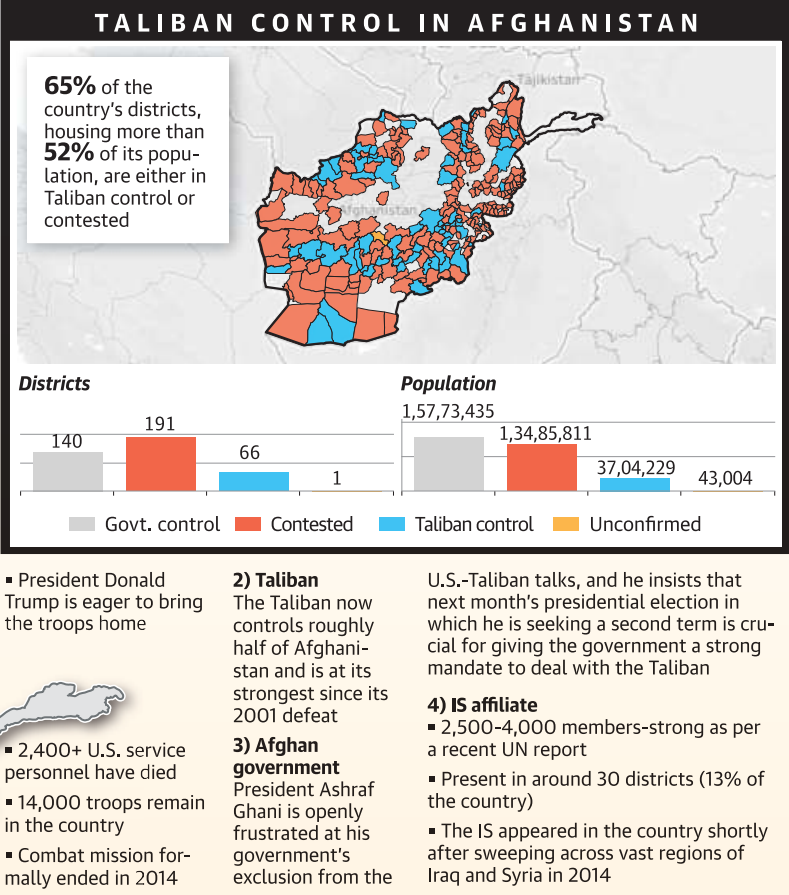 TALIBAN CONTROL IN AFGHANISTAN
65% of the
country's districts,
housing more than
52% of its popu-
lation, are either in
Taliban control or
contested
Tajikistan
Afghanistan
Districts
140
191
66
1
Population
1,57,73,435
1,34,85,811
37,04,229
43,004
Govt. control
Contested
Taliban control
Unconfirmed
▪ President Donald
Trump is eager to bring
the troops home
▪ 2,400+ U.S. service
personnel have died
▪ 14,000 troops remain
in the country
▪ Combat mission for-
mally ended in 2014
2) Taliban
The Taliban now
controls roughly
half of Afghani-
stan and is at its
strongest since its
2001 defeat
3) Afghan
government
President Ashraf
Ghani is openly
frustrated at his
government's
exclusion from the
U.S.-Taliban talks, and he insists that
next month's presidential election in
which he is seeking a second term is cru-
cial for giving the government a strong
mandate to deal with the Taliban
4) IS affiliate
▪ 2,500-4,000 members-strong as per
a recent UN report
▪ Present in around 30 districts (13% of
the country)
▪ The IS appeared in the country shortly
after sweeping across vast regions of
Iraq and Syria in 2014